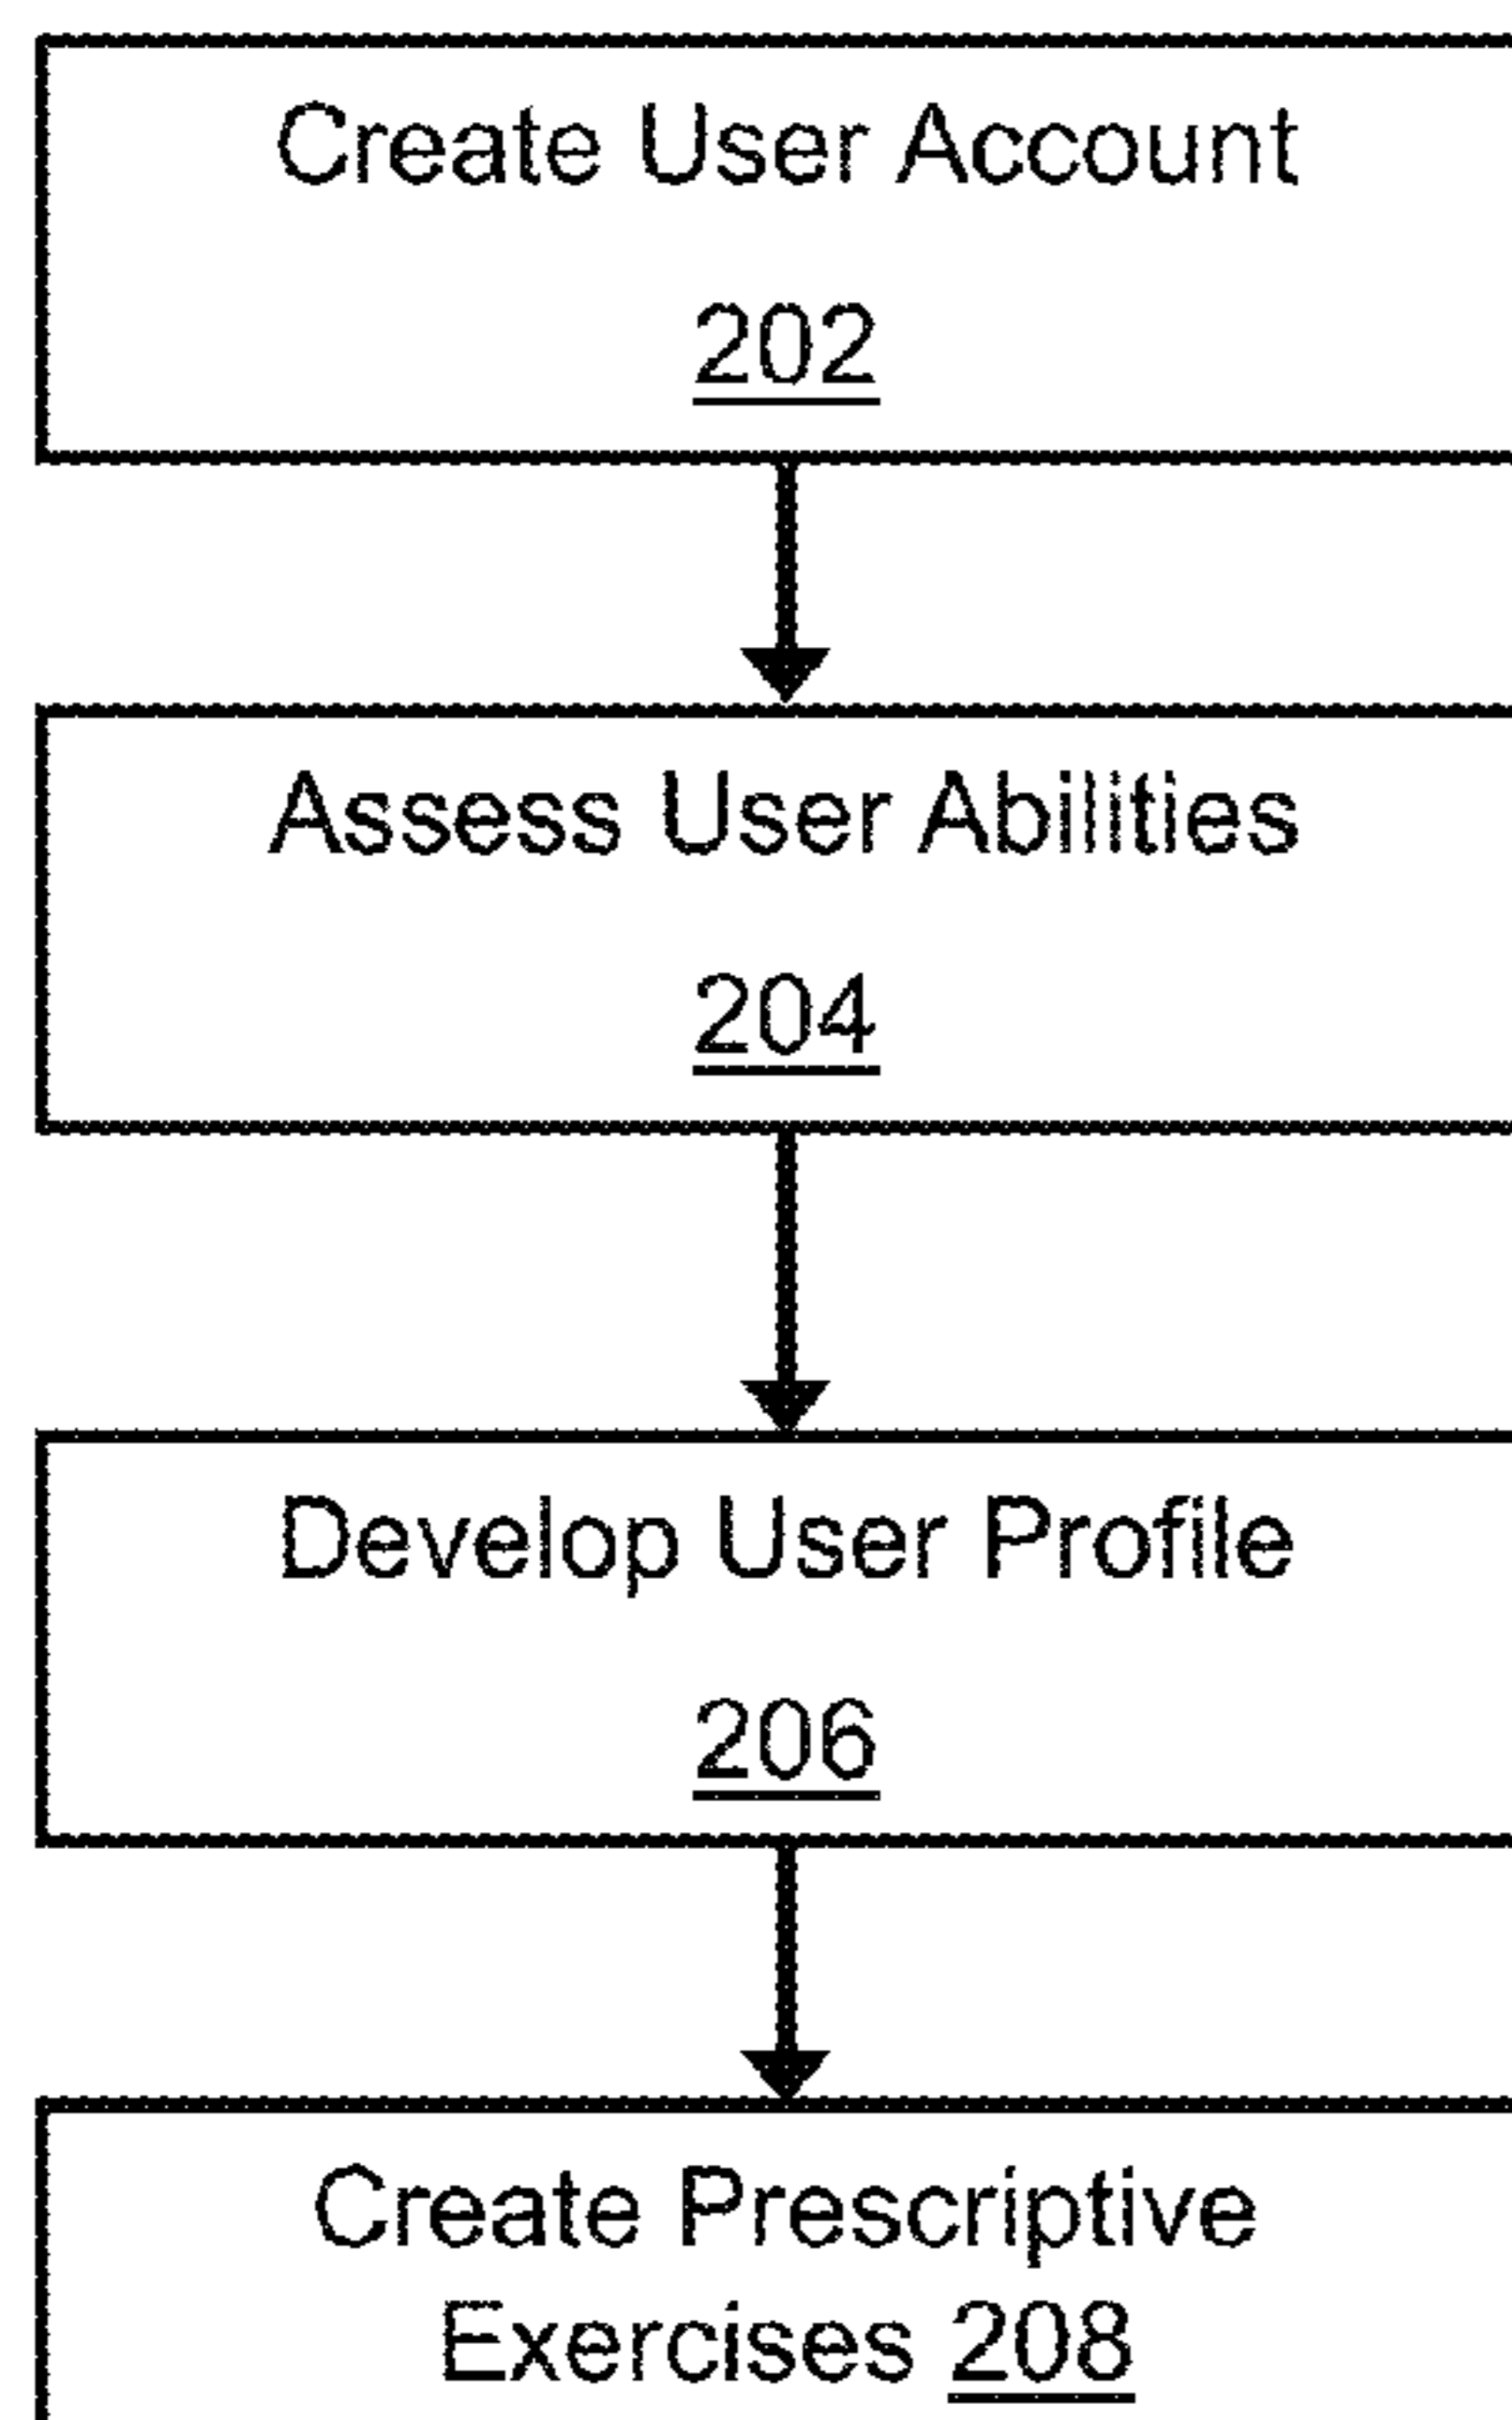 Create User Account
202
Assess User Abilities
204
Develop User Profile
206
Create Prescriptive
Exercises 208